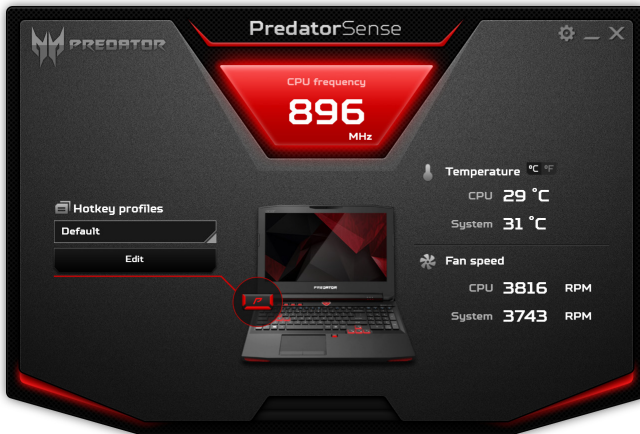 PREDATOR
PredatorSense
CPU frequency
896
MHz
Temperature °C °F
CPU 29 °C
System 31 °C
Hotkey profiles
Default
Edit
Fan speed
CPU 3816 RPM
System 3743 RPM
PREDATOR
P